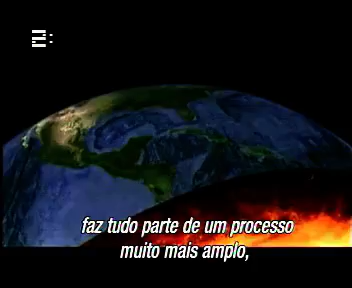 faz tudo parte de um processo
muito mais amplo,